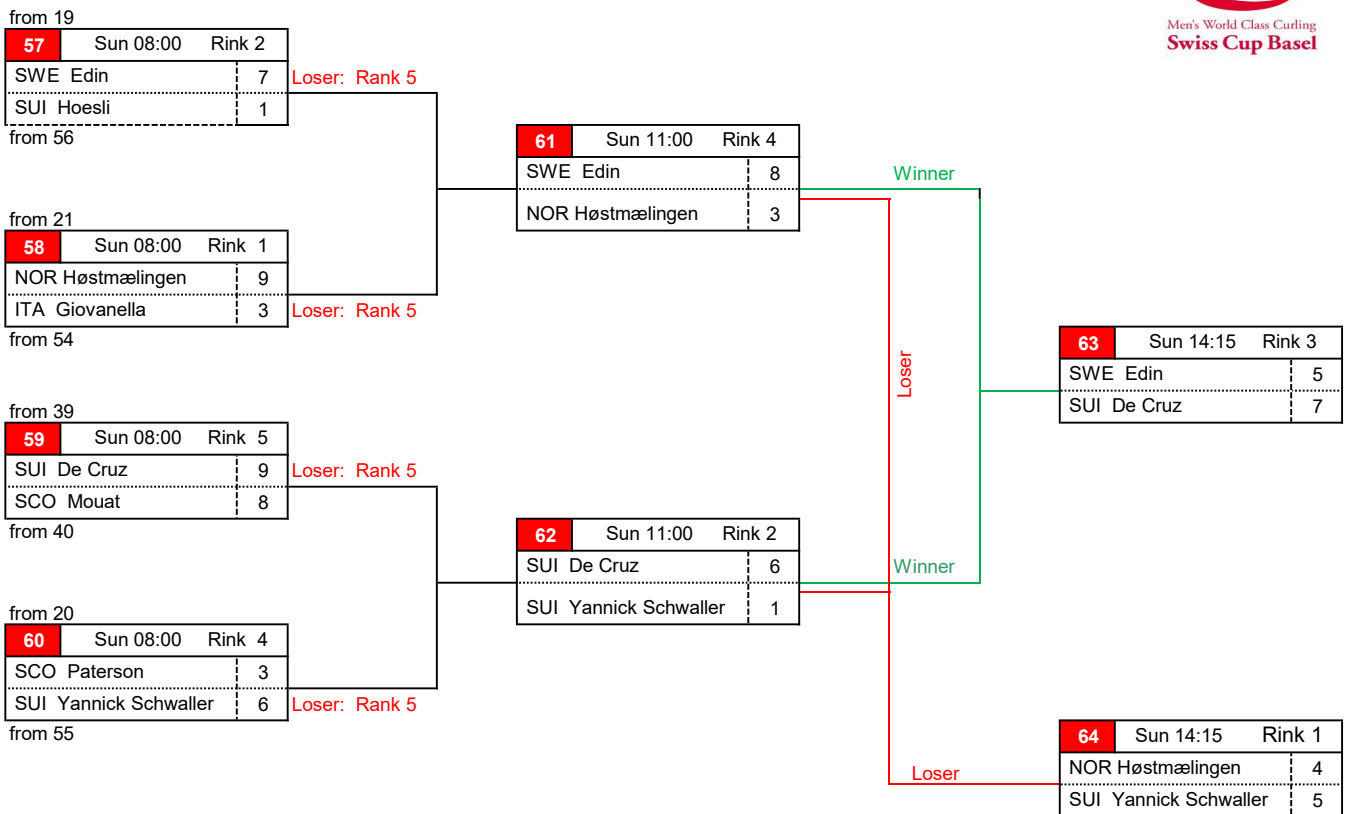 from 19
57 Sun 08:00 Rink 2
SWE Edin 7
Loser: Rank 5
SUI Hoesli 1
from 56
from 21
58 Sun 08:00 Rink 1
NOR Høstmælingen 9
ITA Giovanella 3
Loser: Rank 5
from 54
from 39
59 Sun 08:00 Rink 5
SUI De Cruz 9
Loser: Rank 5
SCO Mouat 8
from 40
from 20
60 Sun 08:00 Rink 4
SCO Paterson 3
SUI Yannick Schwaller 6
Loser: Rank 5
from 55
61 Sun 11:00 Rink 4
SWE Edin 8
NOR Høstmælingen 3
62 Sun 11:00 Rink 2
SUI De Cruz 6
SUI Yannick Schwaller 1
Winner
Loser
Winner
Loser
Men's World Class Curling
Swiss Cup Basel
63 Sun 14:15 Rink 3
SWE Edin 5
SUI De Cruz 7
64 Sun 14:15 Rink 1
NOR Høstmælingen 4
SUI Yannick Schwaller 5